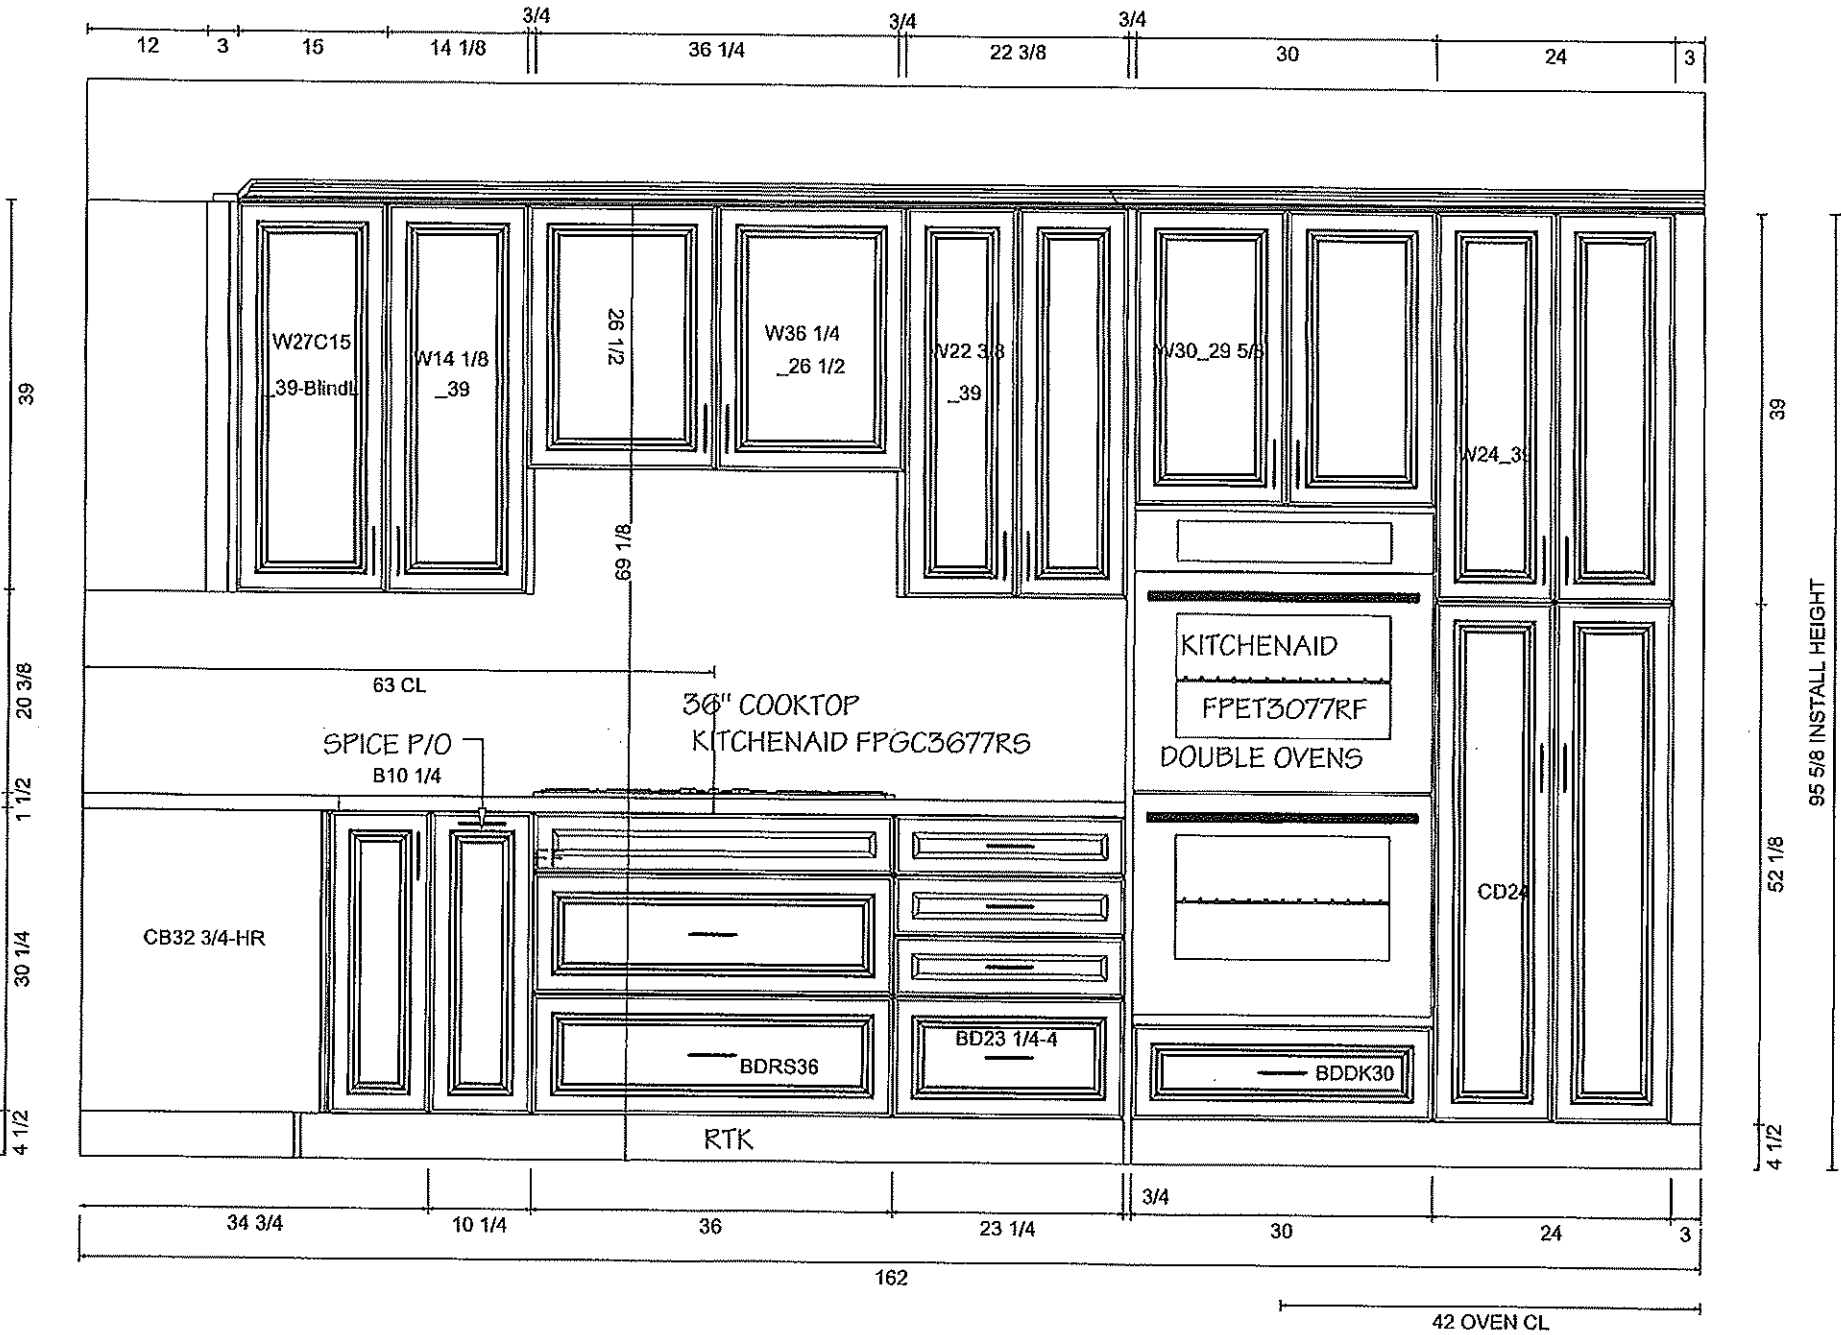 3/4 3/4 3/4
12 3 15 14 1/8 36 1/4 22 3/8 30 24 3
W27C15
_39-BlindL
W14 1/8
_39
26 1/2
W36 1/4
_26 1/2
W22 3/8
_39
W30_29 5/8
W24_39
39
39
69 1/8
63 CL
20 3/8
36" COOKTOP
KITCHENAID FPGC3677RS
SPICE P/O
B10 1/4
KITCHENAID
FPET3077RF
DOUBLE OVENS
95 5/8 INSTALL HEIGHT
1 1/2
52 1/8
CD24
CB32 3/4-HR
30 1/4
BD23 1/4-4
BDRS36
BDDK30
4 1/2
RTK
4 1/2
3/4
34 3/4 10 1/4 36 23 1/4 30 24 3
162
42 OVEN CL